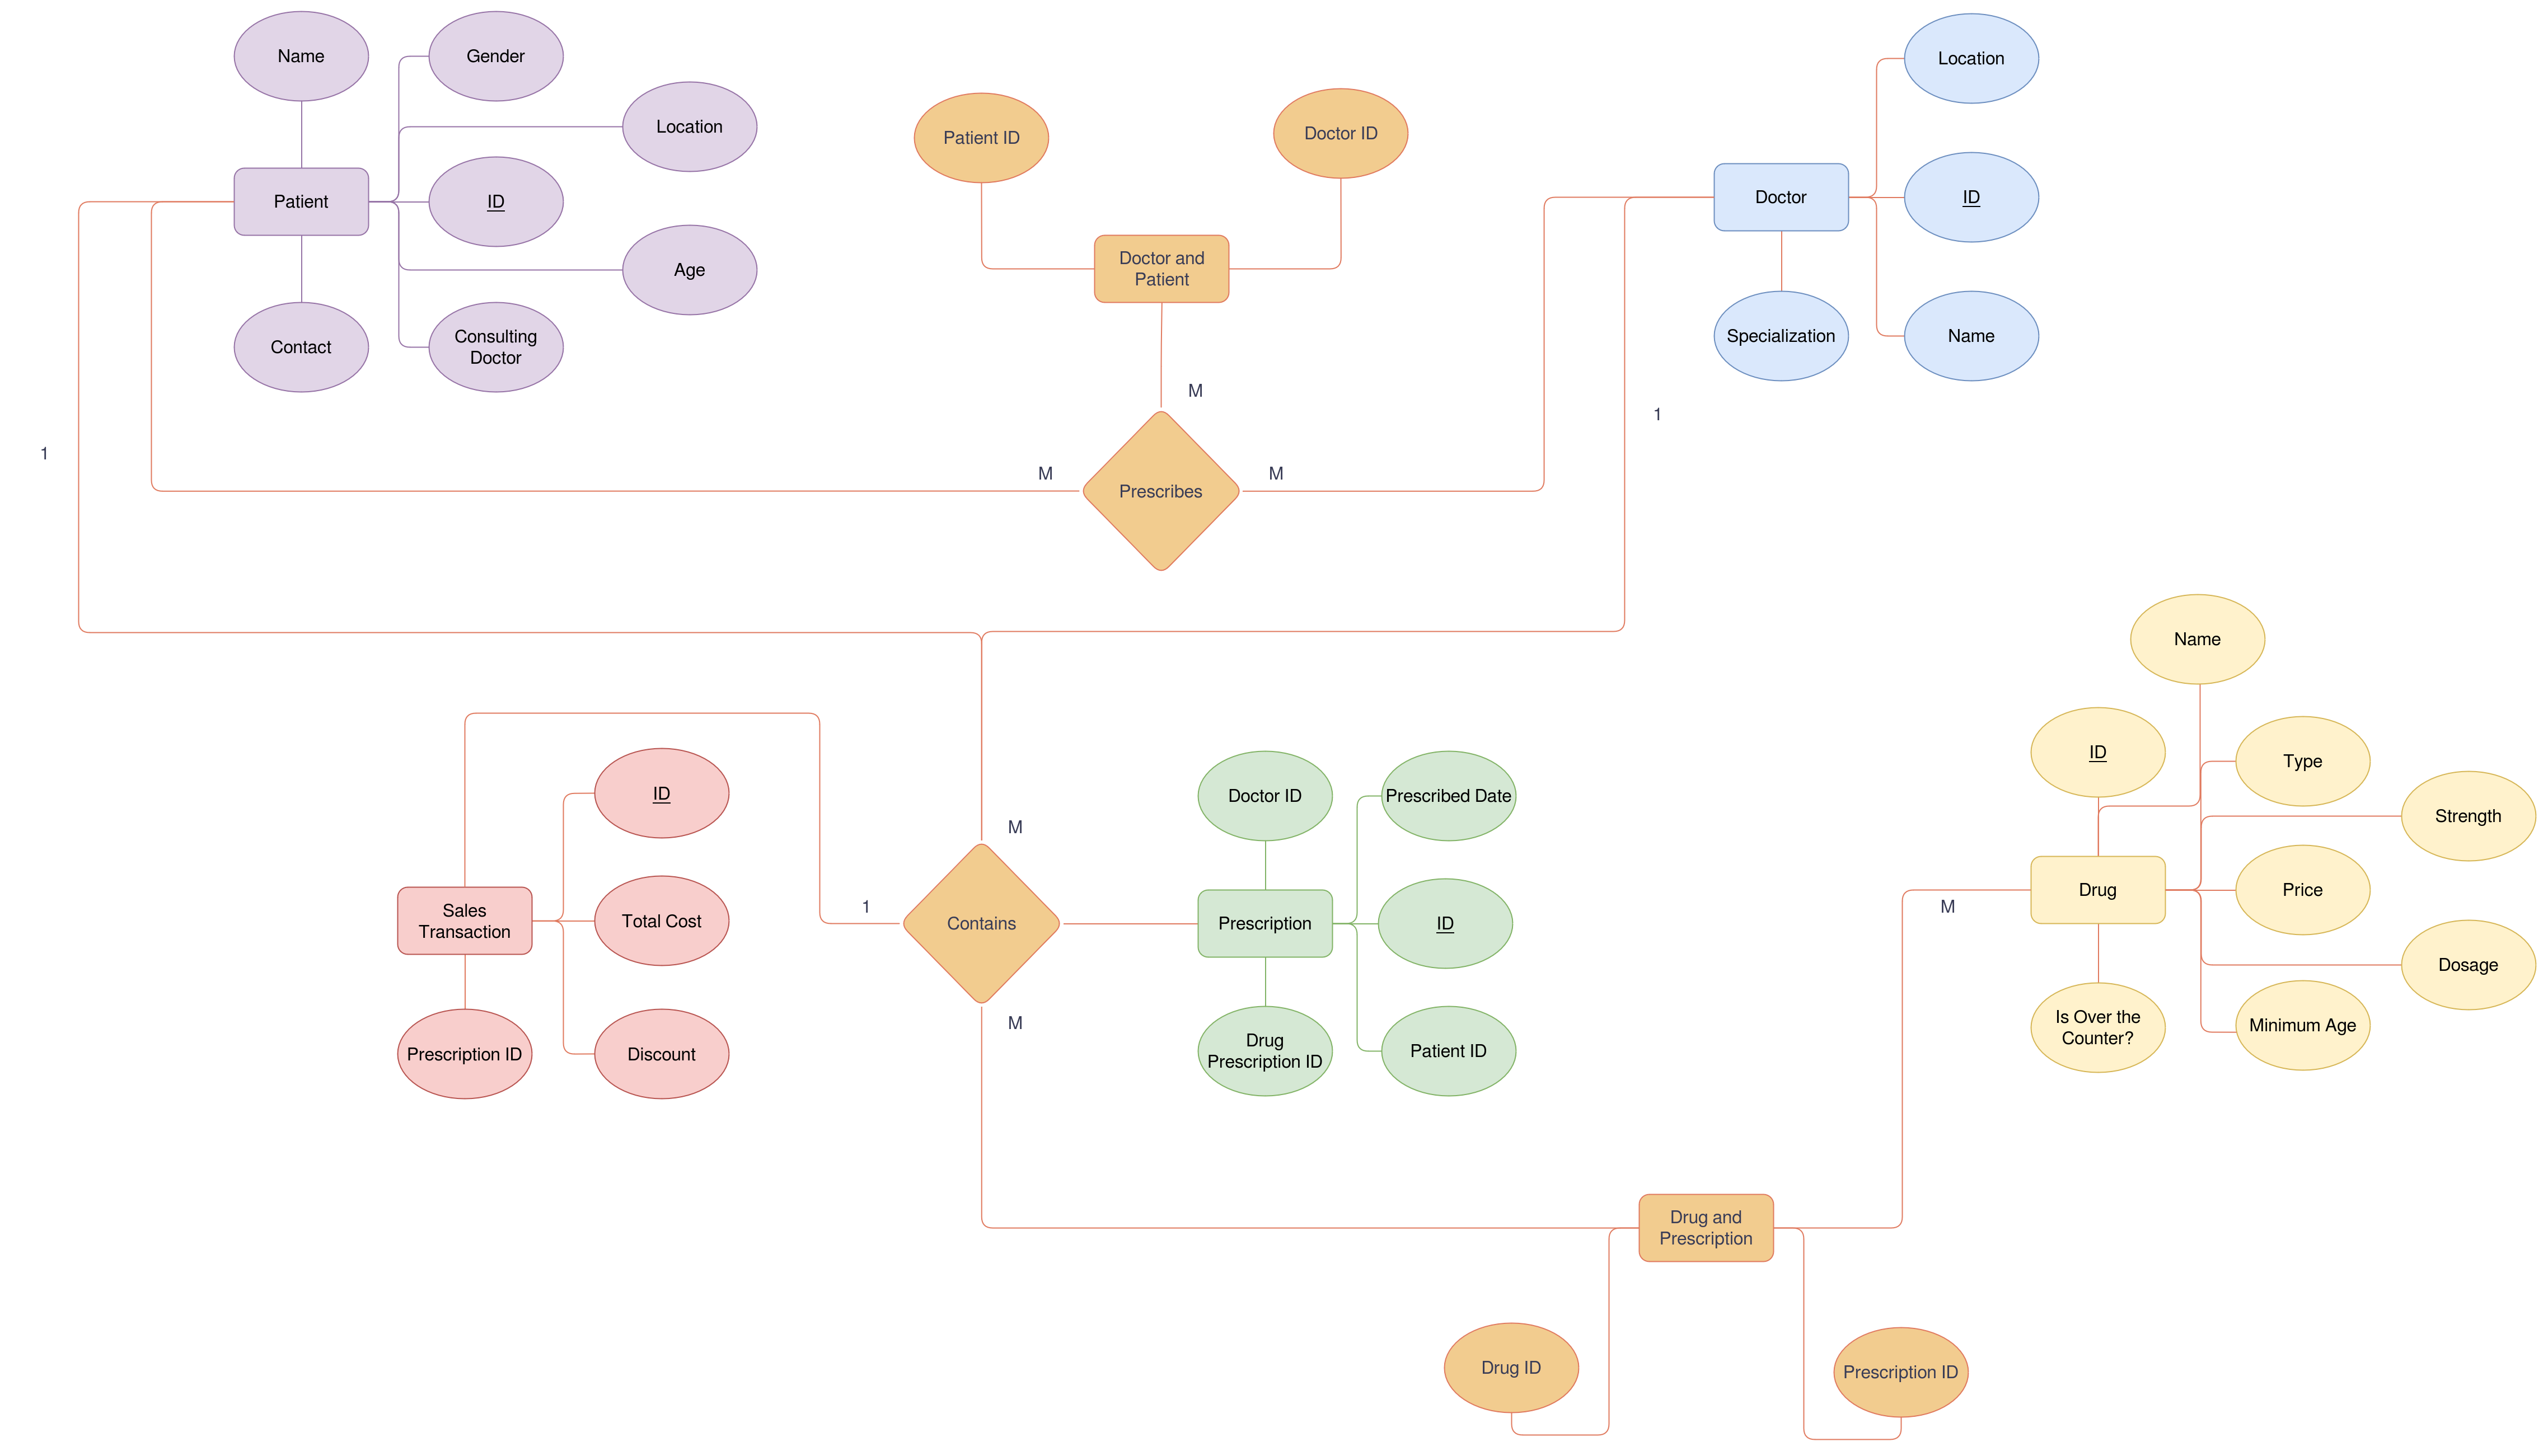 Name
Gender
Location
Patient
ID
Age
Contact
Consulting
Doctor
Patient ID
Doctor ID
Doctor and
Patient
Location
Doctor
ID
Specialization
Name
M
1
1
M
M
Prescribes
Name
ID
Type
Strength
Drug
Price
M
Dosage
Is Over the
Counter?
Minimum Age
ID
Sales
Transaction
Total Cost
Prescription ID
Discount
M
1
Contains
M
Doctor ID
Prescribed Date
Prescription
ID
Drug
Prescription ID
Patient ID
Drug and
Prescription
Drug ID
Prescription ID